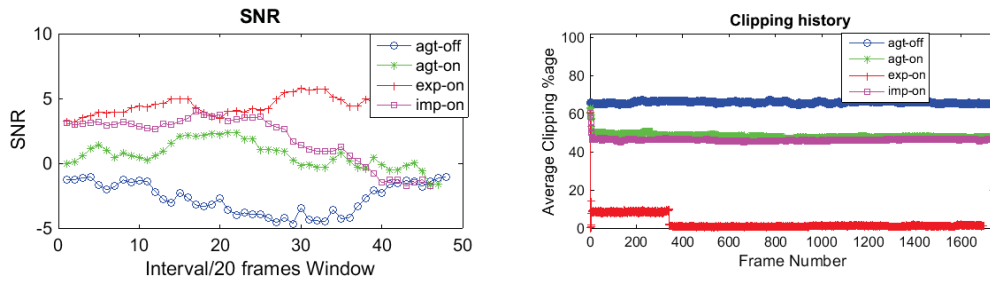 SNR
10
5
0
-5
SNR
0
10
20
30
40
50
Interval/20 frames Window
agt-off
agt-on
exp-on
imp-on
Clipping history
100
80
60
40
20
0
Average Clipping %age
0
200
400
600
800
1000
1200
1400
1600
Frame Number
agt-off
agt-on
exp-on
imp-on